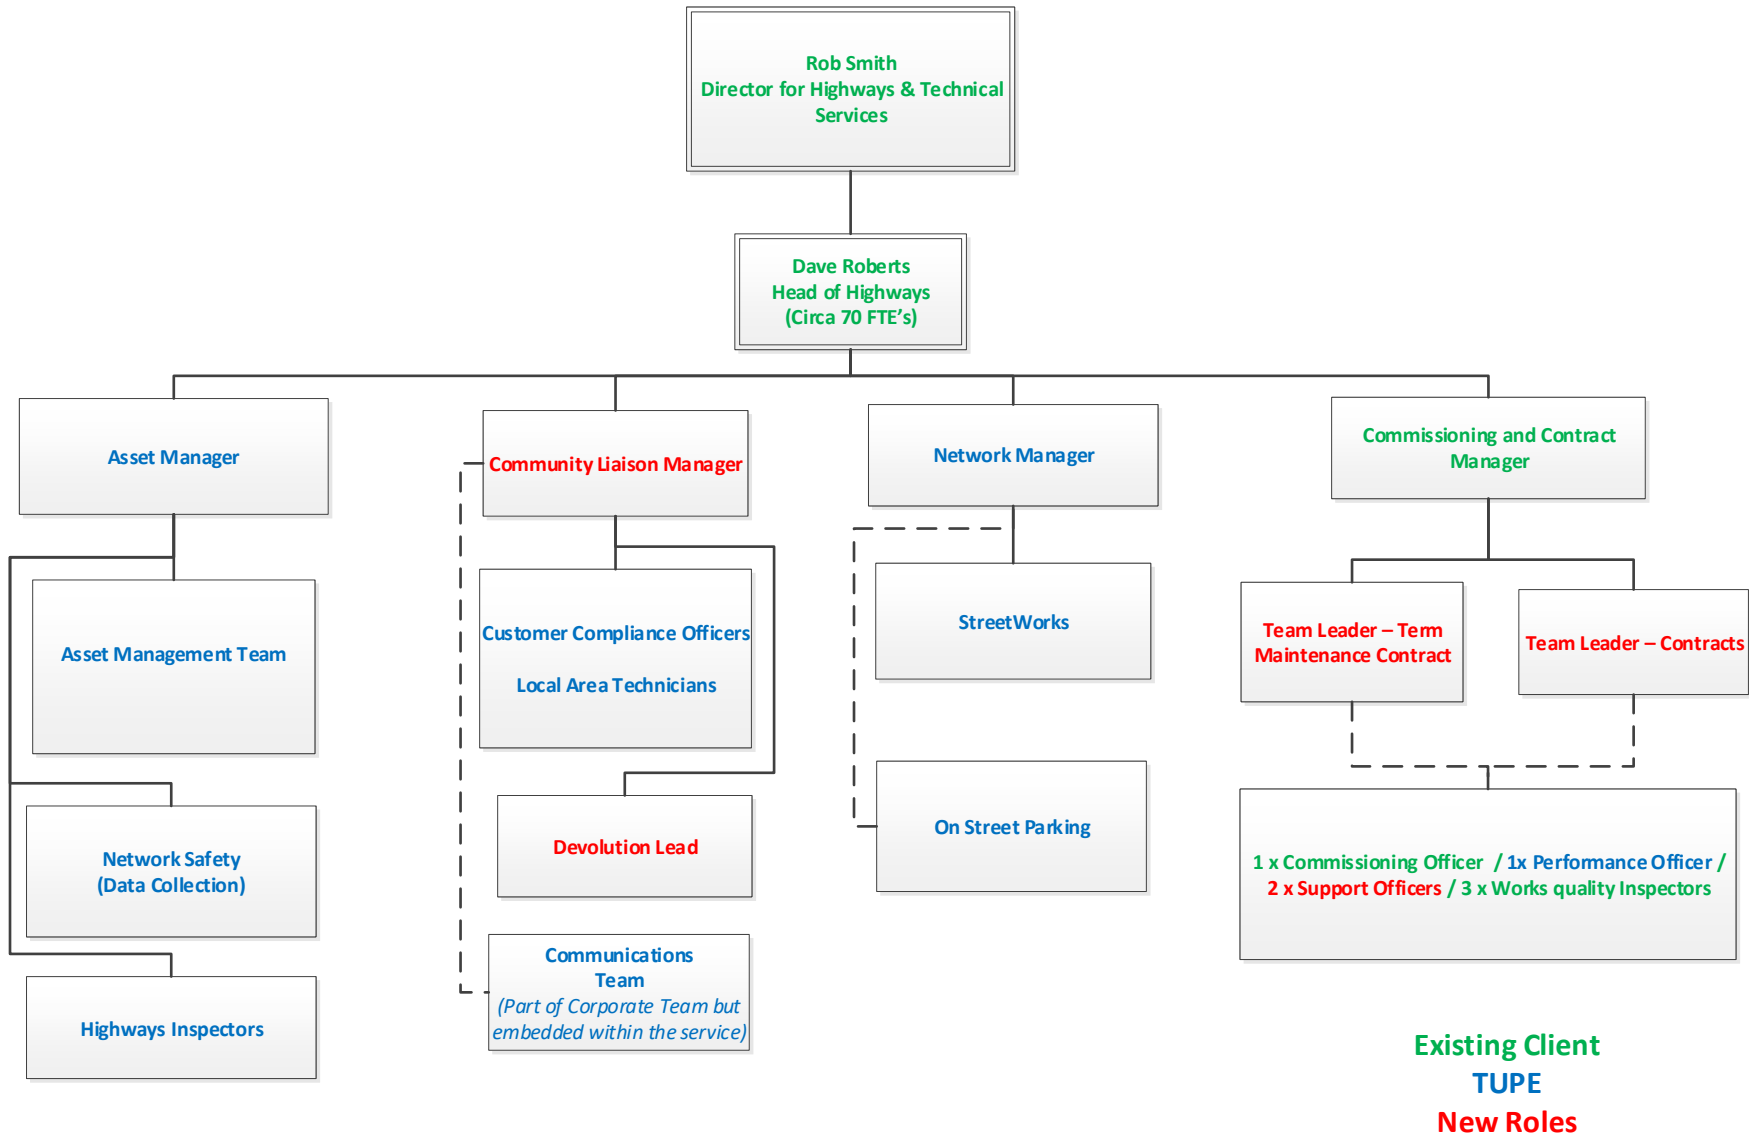 Rob Smith
Director for Highways & Technical
Services
Dave Roberts
Head of Highways
(Circa 70 FTE's)
Asset Manager
Community Liaison Manager
Network Manager
Commissioning and Contract
Manager
Asset Management Team
Customer Compliance Officers
Local Area Technicians
StreetWorks
Team Leader – Term
Maintenance Contract
Team Leader – Contracts
Network Safety
(Data Collection)
Devolution Lead
On Street Parking
1 x Commissioning Officer / 1x Performance Officer /
2 x Support Officers / 3 x Works quality Inspectors
Highways Inspectors
Communications
Team
(Part of Corporate Team but
embedded within the service)
Existing Client
TUPE
New Roles